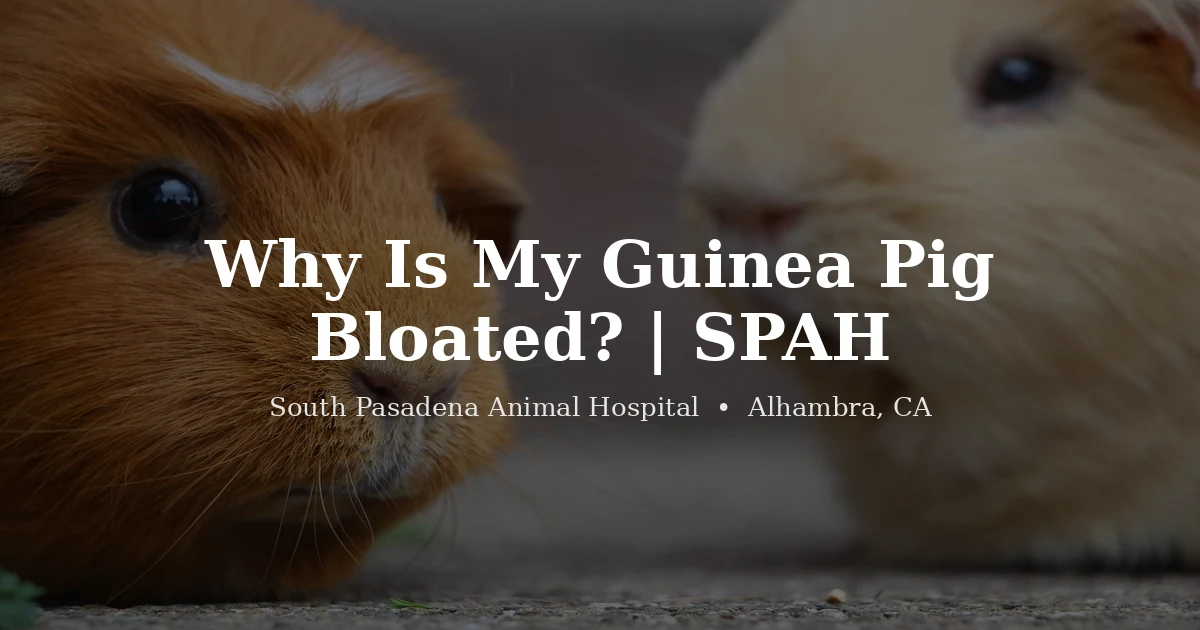 Why Is My Guinea Pig
Bloated? | SPAH
South Pasadena Animal Hospital • Alhambra, CA